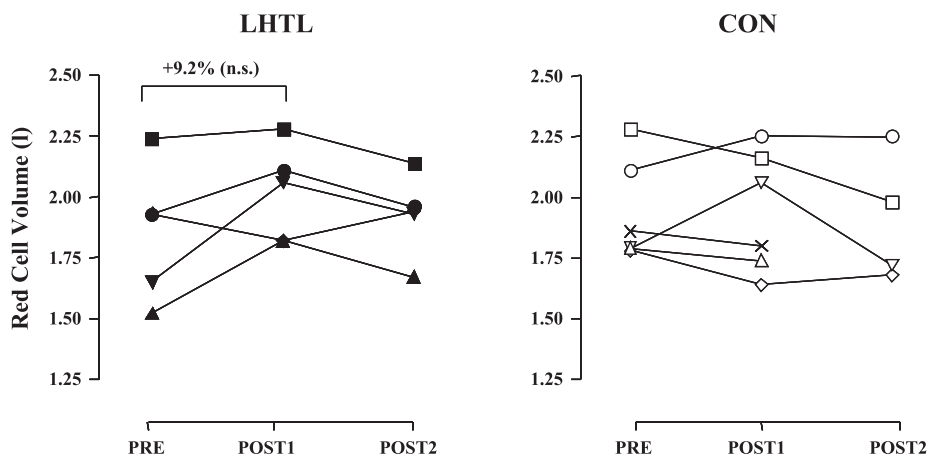 LHTL
CON
+9.2% (n.s.)
Red Cell Volume (l)
2.50
2.25
2.00
1.75
1.50
1.25
PRE
POST1
POST2
2.50
2.25
2.00
1.75
1.50
1.25
PRE
POST1
POST2